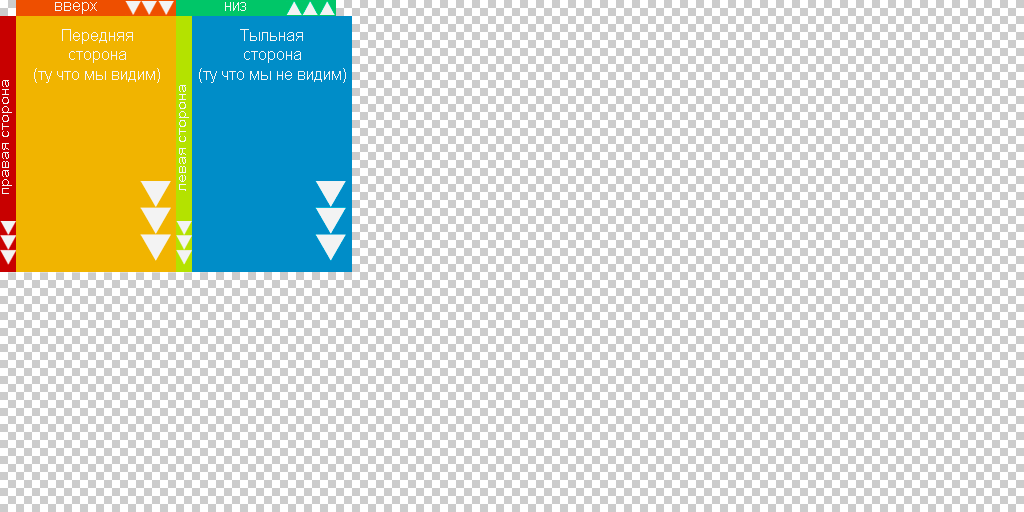 вверх
низ
Передняя
сторона
(ту что мы видим)
Тыльная
сторона
(ту что мы не видим)
правая сторона
левая сторона